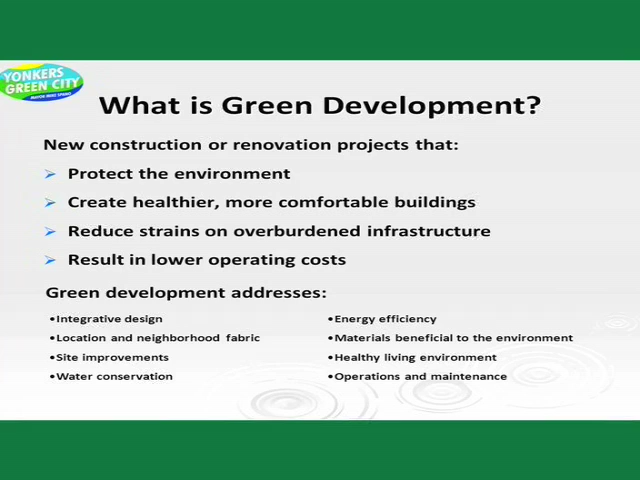 YONKERS
GREEN CITY
MAYOR MIKE SPANO
What is Green Development?
New construction or renovation projects that:
➢ Protect the environment
➢ Create healthier, more comfortable buildings
➢ Reduce strains on overburdened infrastructure
➢ Result in lower operating costs
Green development addresses:
•Integrative design
•Location and neighborhood fabric
•Site improvements
•Water conservation
•Energy efficiency
•Materials beneficial to the environment
•Healthy living environment
•Operations and maintenance